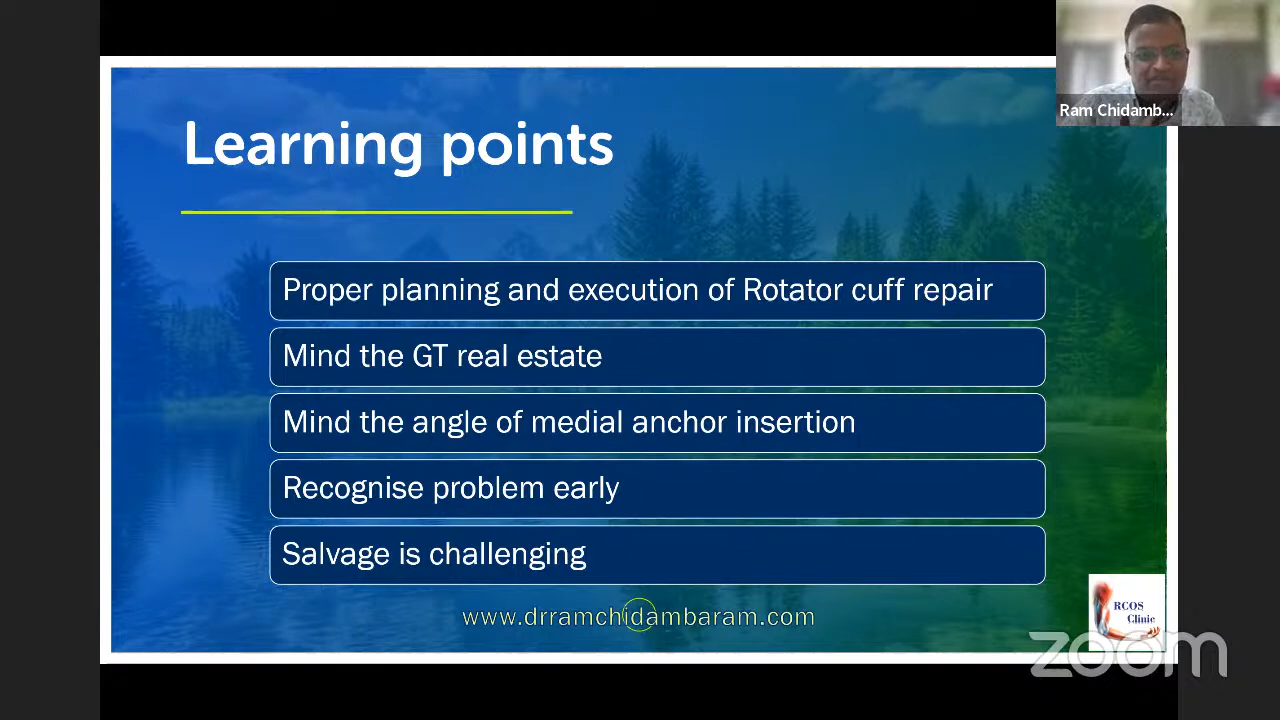 Ram Chidamb...
Learning points
Proper planning and execution of Rotator cuff repair
Mind the GT real estate
Mind the angle of medial anchor insertion
Recognise problem early
Salvage is challenging
www.drramchidambaram.com
RCOS
Clinic
zoom